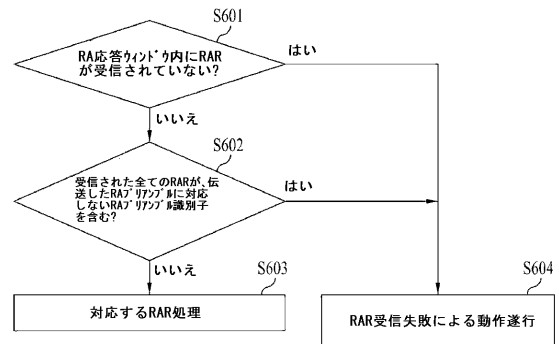 S601
RA応答ｳｨﾝﾄﾞｳ内にRAR
が受信されていない?
はい
いいえ
S602
受信された全てのRARが、伝
送したRAﾌﾟﾘｱﾝﾌﾞﾙに対応
しないRAﾌﾟﾘｱﾝﾌﾞﾙ識別子
を含む?
はい
いいえ
S603
対応するRAR処理
S604
RAR受信失敗による動作遂行